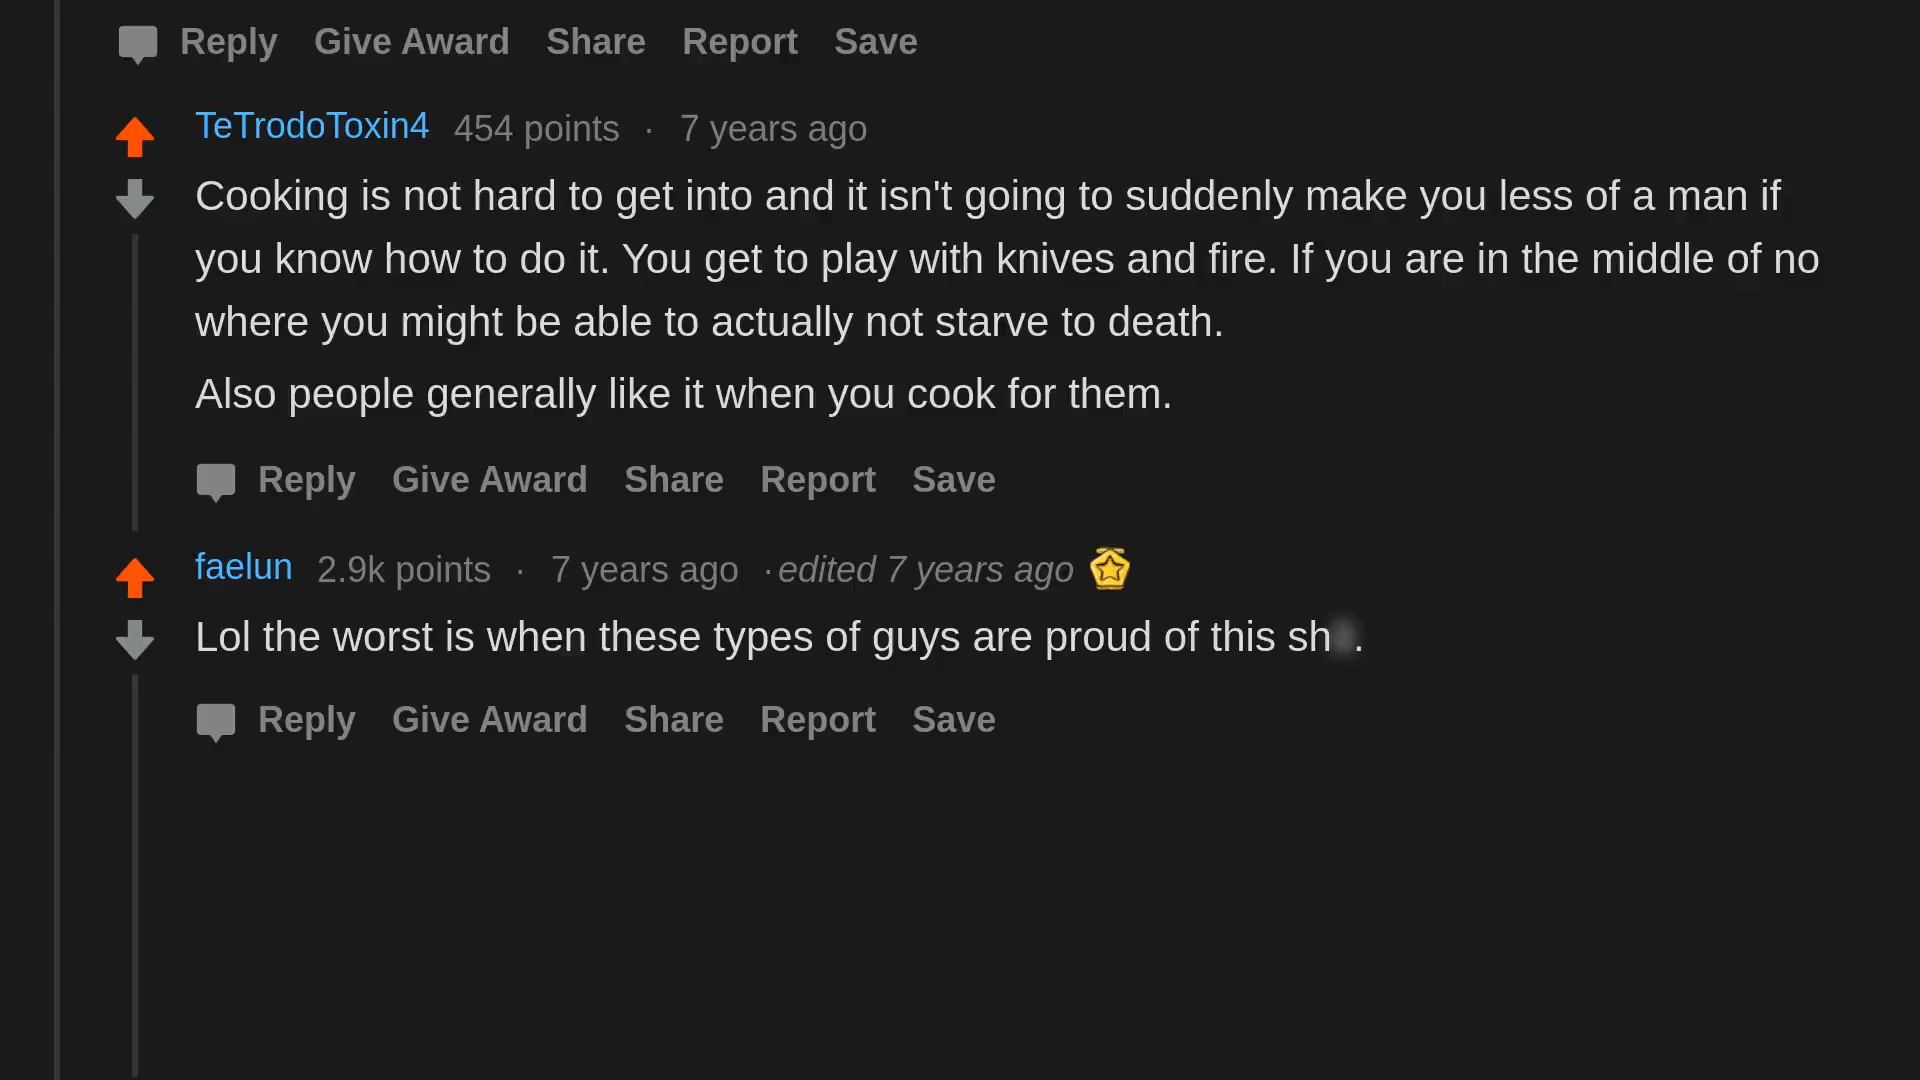 Reply Give Award Share Report Save
TeTrodoToxin4 454 points · 7 years ago
Cooking is not hard to get into and it isn't going to suddenly make you less of a man if
you know how to do it. You get to play with knives and fire. If you are in the middle of no
where you might be able to actually not starve to death.
Also people generally like it when you cook for them.
Reply Give Award Share Report Save
faelun 2.9k points · 7 years ago · edited 7 years ago
Lol the worst is when these types of guys are proud of this sh .
Reply Give Award Share Report Save